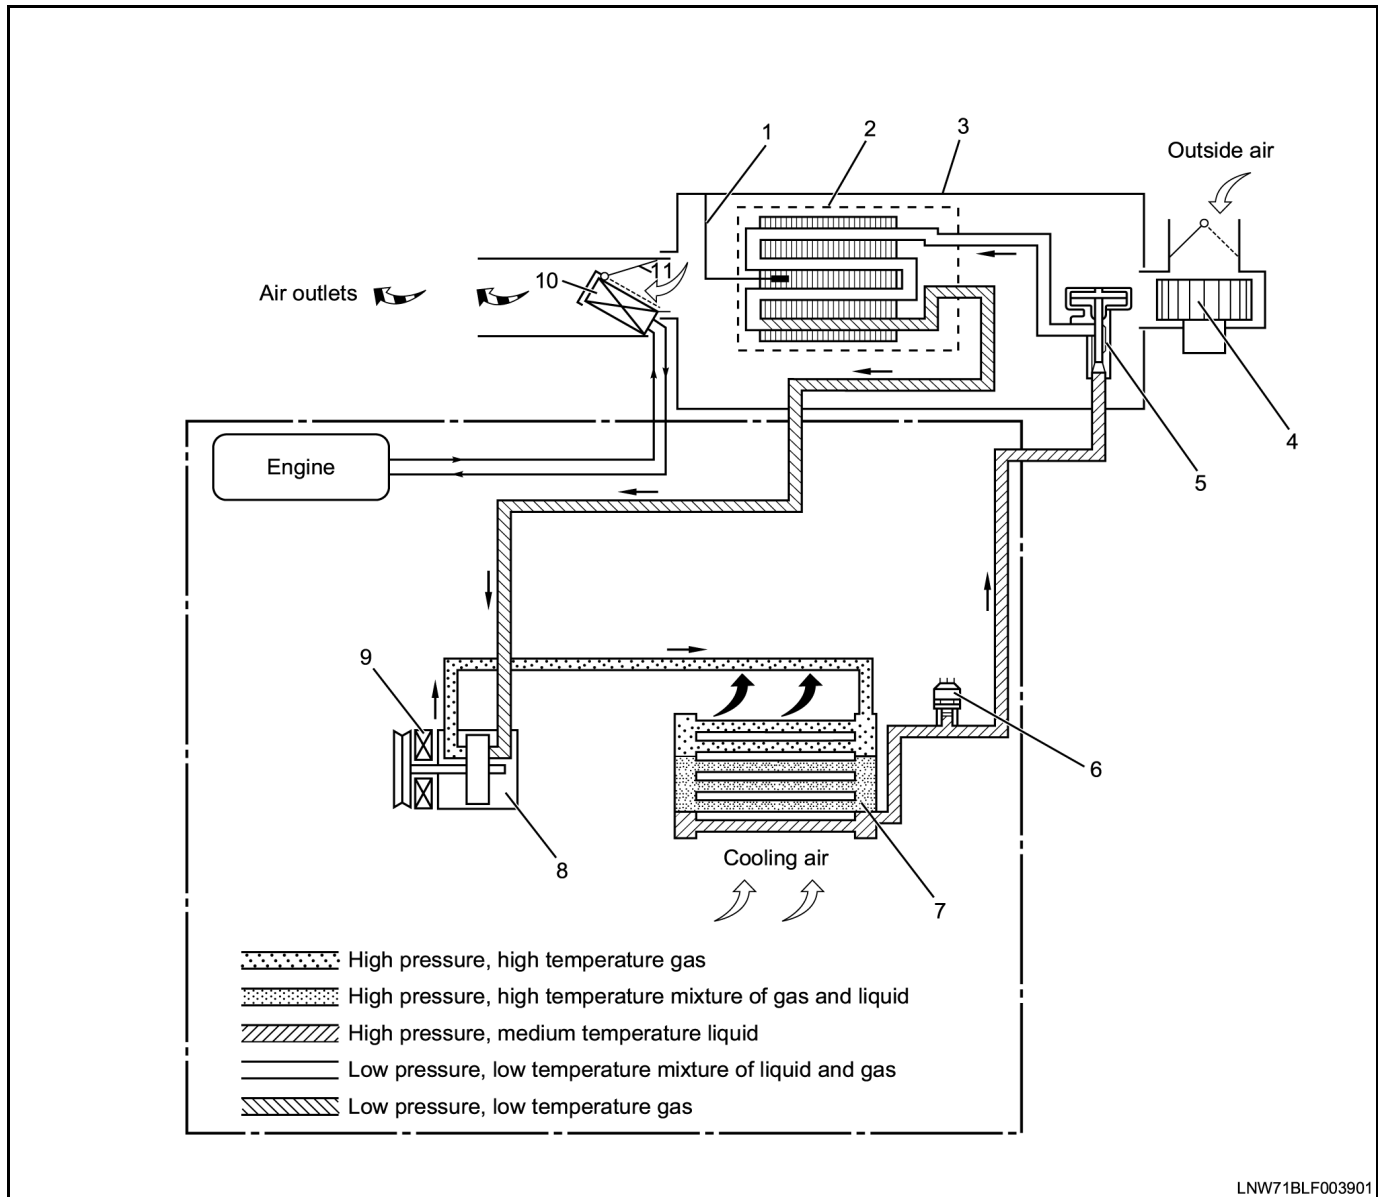 1
2
3
Outside air
11
10
Air outlets
4
5
Engine
9
6
8
Cooling air
7
High pressure, high temperature gas
High pressure, high temperature mixture of gas and liquid
High pressure, medium temperature liquid
Low pressure, low temperature mixture of liquid and gas
Low pressure, low temperature gas
LNW71BLF003901